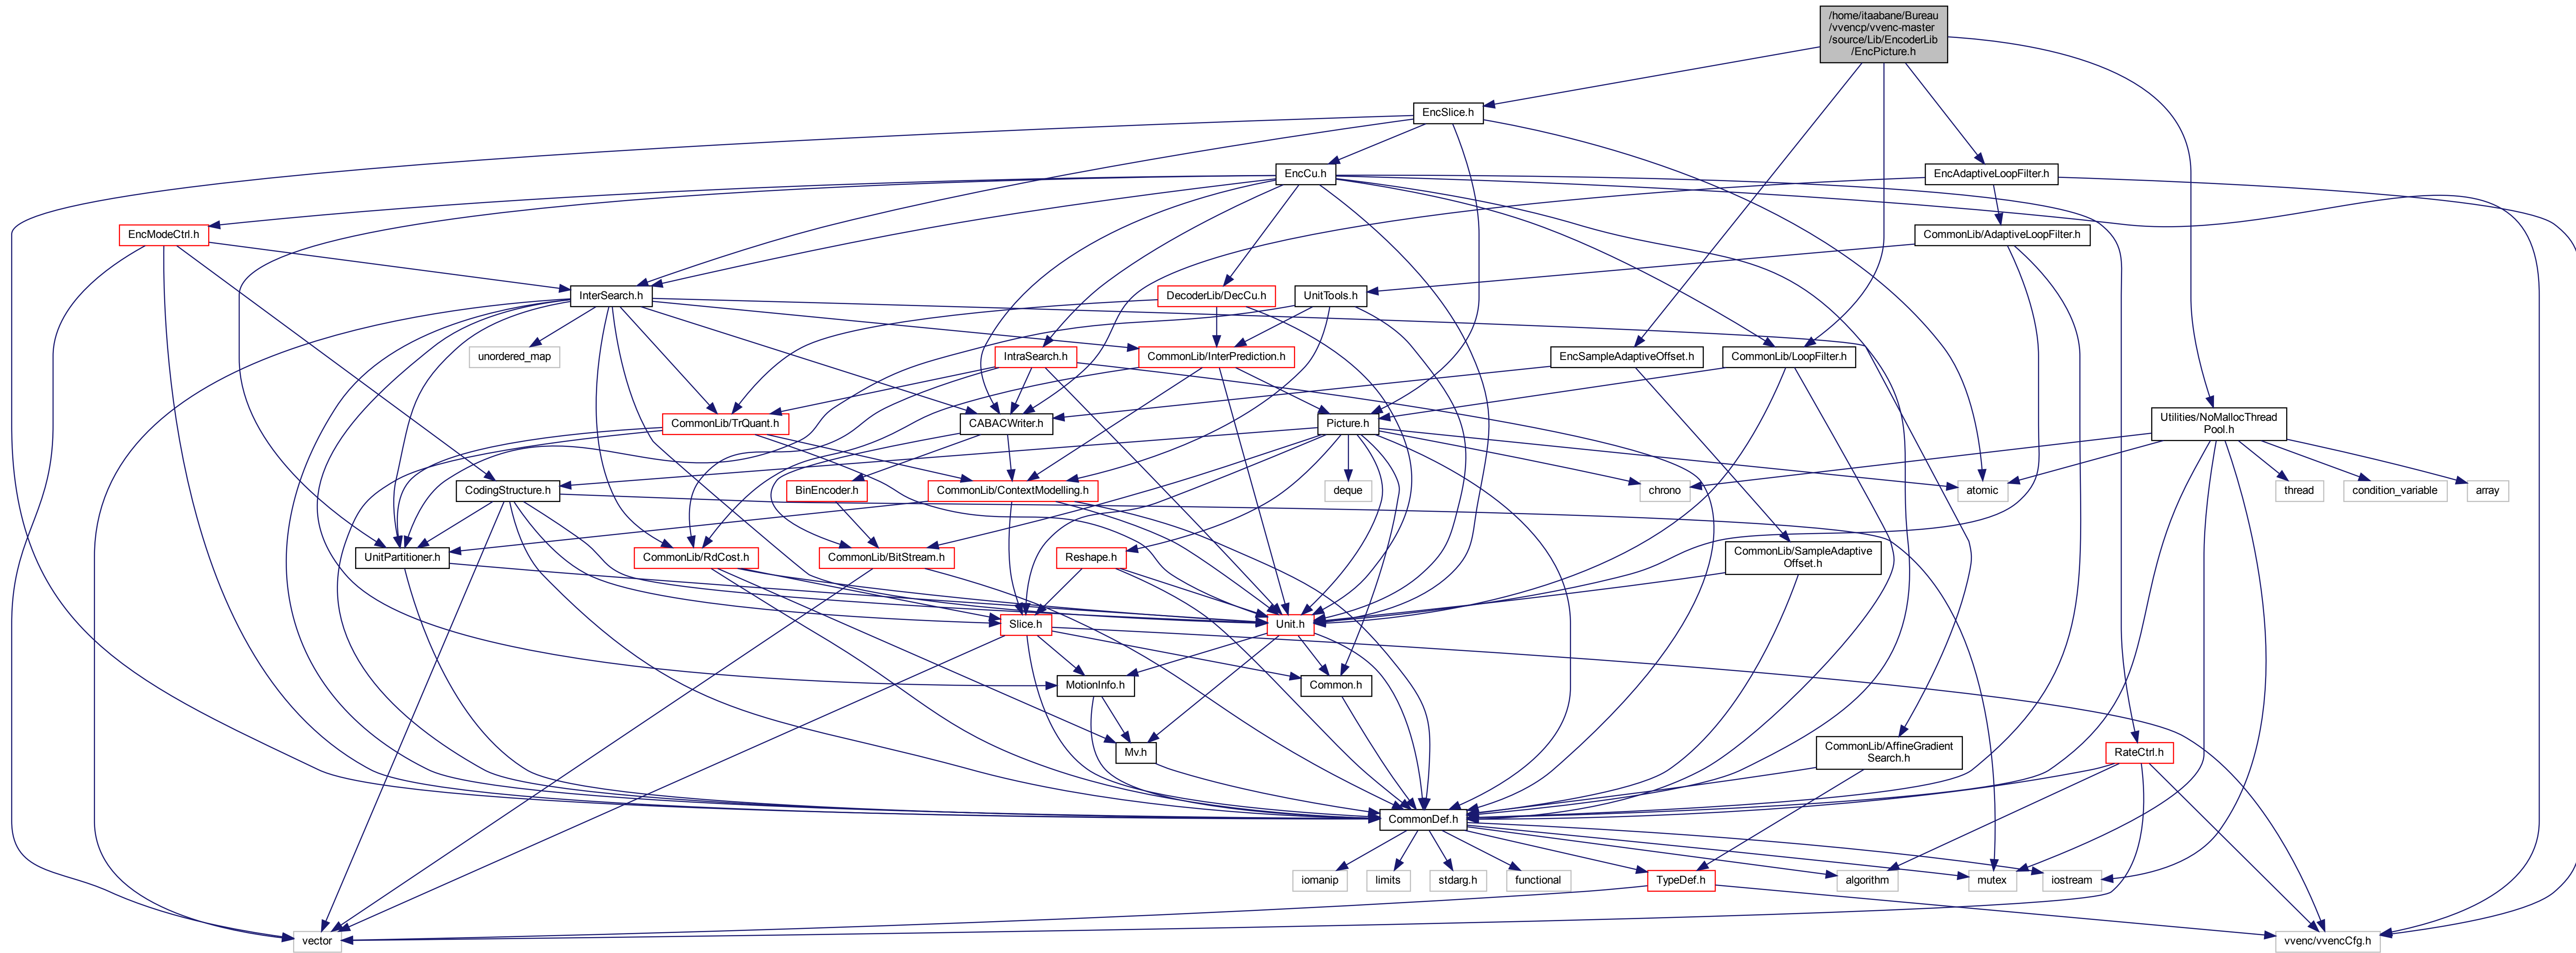 /home/itaabane/Bureau
/vvencp/vvenc-master
/source/Lib/EncoderLib
/EncPicture.h
EncSlice.h
EncCu.h
EncAdaptiveLoopFilter.h
EncModeCtrl.h
CommonLib/AdaptiveLoopFilter.h
InterSearch.h
DecoderLib/DecCu.h
UnitTools.h
unordered_map
IntraSearch.h
CommonLib/InterPrediction.h
EncSampleAdaptiveOffset.h
CommonLib/LoopFilter.h
CommonLib/TrQuant.h
CABACWriter.h
Picture.h
Utilities/NoMallocThread
Pool.h
CodingStructure.h
BinEncoder.h
CommonLib/ContextModelling.h
deque
chrono
atomic
thread
condition_variable
array
UnitPartitioner.h
CommonLib/RdCost.h
CommonLib/BitStream.h
Reshape.h
CommonLib/SampleAdaptive
Offset.h
Slice.h
Unit.h
MotionInfo.h
Common.h
Mv.h
CommonLib/AffineGradient
Search.h
RateCtrl.h
CommonDef.h
iomanip
limits
stdarg.h
functional
TypeDef.h
algorithm
mutex
iostream
vector
vvenc/vvencCfg.h